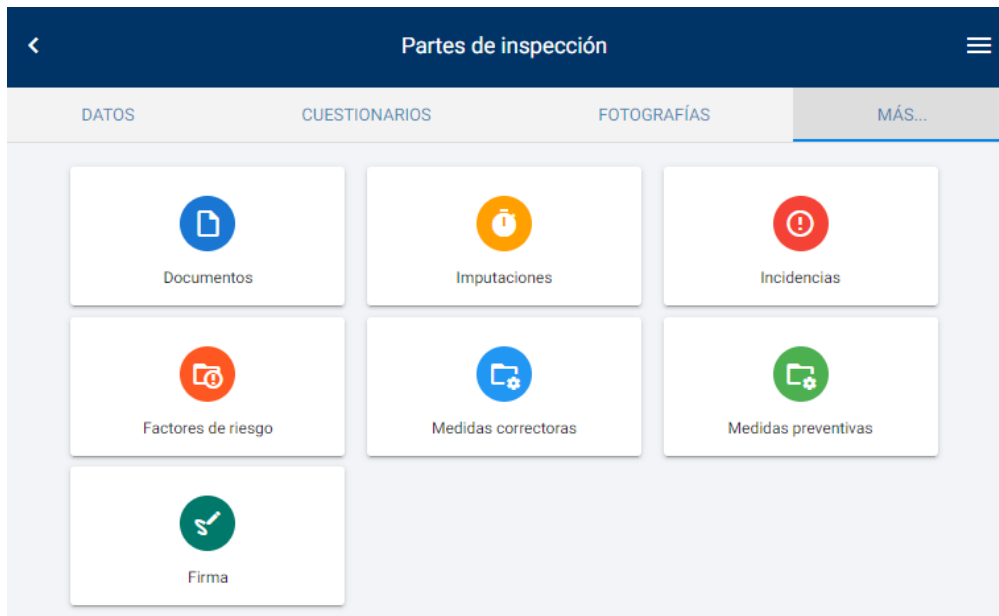 Partes de inspección
DATOS CUESTIONARIOS FOTOGRAFÍAS MÁS...
Documentos Imputaciones Incidencias
Factores de riesgo Medidas correctoras Medidas preventivas
Firma